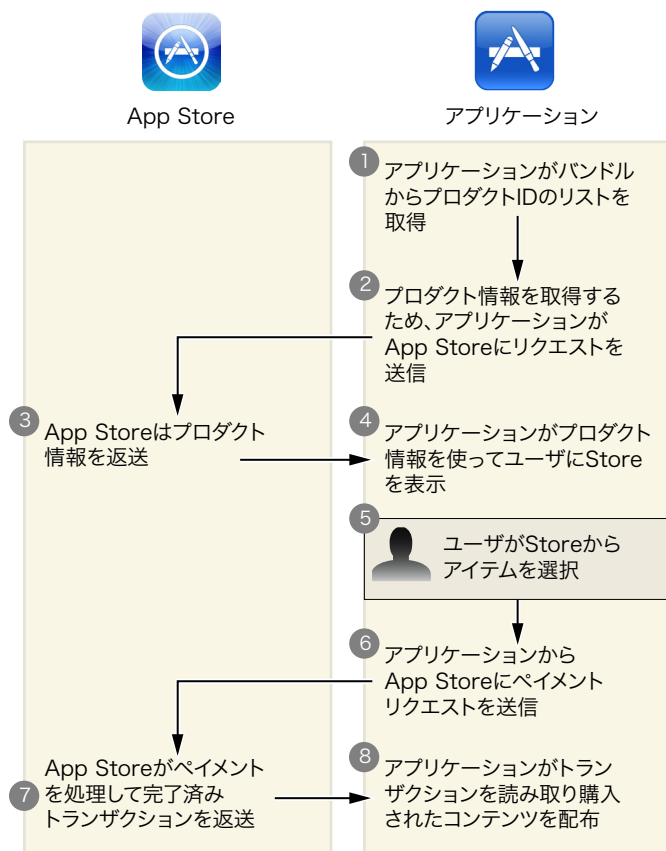 App Store
アプリケーション
1
アプリケーションがバンドル
からプロダクトIDのリストを
取得
2
プロダクト情報を取得する
ため、アプリケーションが
App Storeにリクエストを
送信
3
App Storeはプロダクト
情報を返送
4
アプリケーションがプロダクト
情報を使ってユーザにStore
を表示
5
ユーザがStoreから
アイテムを選択
6
アプリケーションから
App Storeにペイメント
リクエストを送信
7
App Storeがペイメント
を処理して完了済み
トランザクションを返送
8
アプリケーションがトラン
ザクションを読み取り購入
されたコンテンツを配布